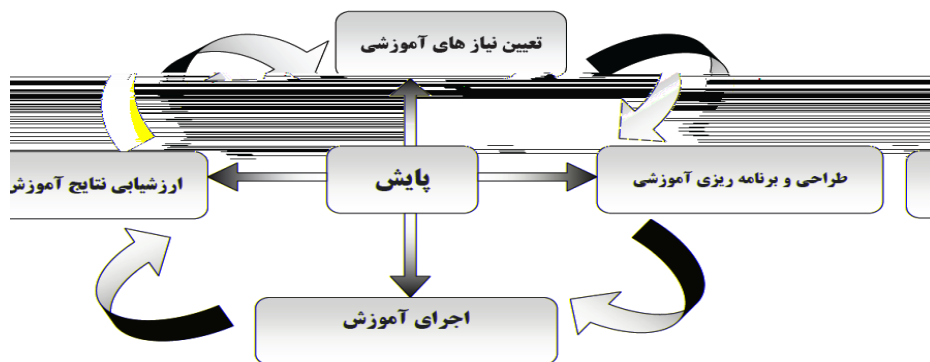 تعیین نیاز های آموزشی
طراحی و برنامه ریزی آموزشی
پایش
ارزشیابی نتایج آموزش
اجرای آموزش